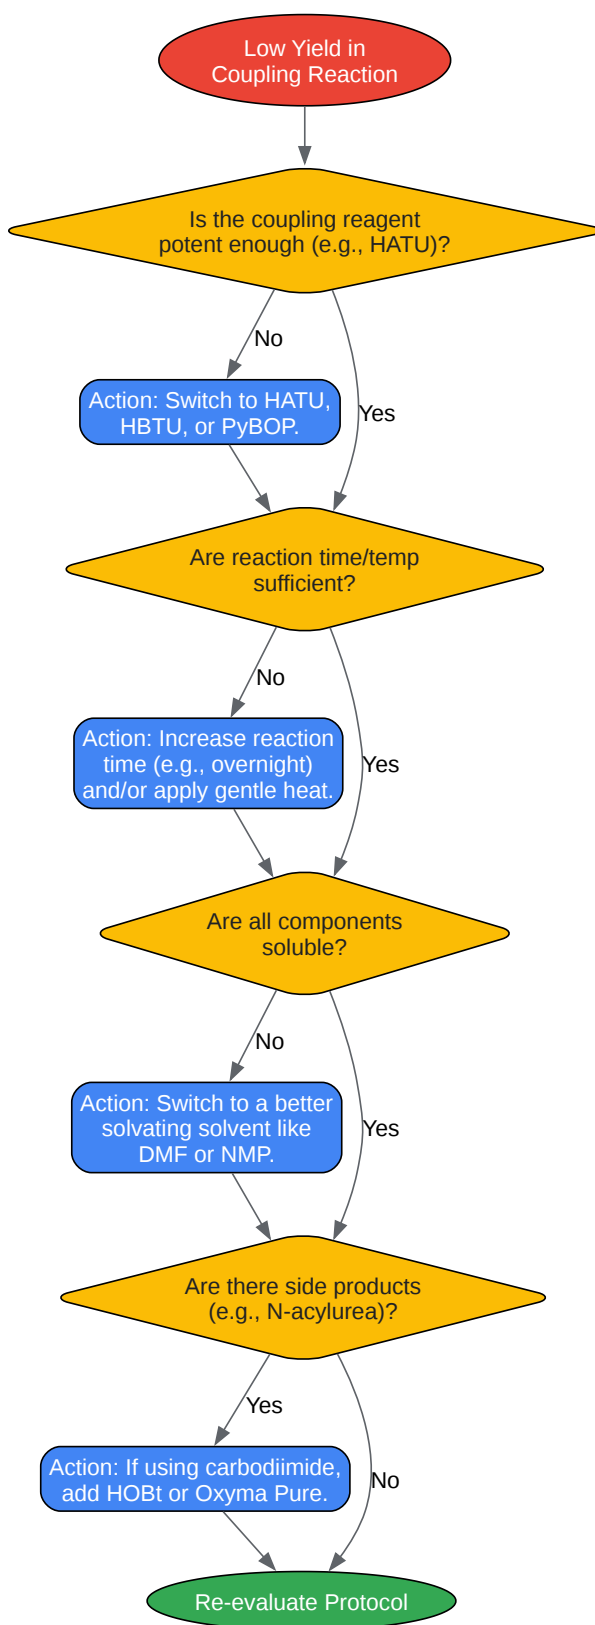 Low Yield in
Coupling Reaction
Is the coupling reagent
potent enough (e.g., HATU)?
No
Action: Switch to HATU,
HBTU, or PyBOP.
Yes
Are reaction time/temp
sufficient?
No
Action: Increase reaction
time (e.g., overnight)
and/or apply gentle heat.
Yes
Are all components
soluble?
No
Action: Switch to a better
solvating solvent like
DMF or NMP.
Yes
Are there side products
(e.g., N-acylurea)?
Yes
Action: If using carbodiimide,
add HOBt or Oxyma Pure.
No
Re-evaluate Protocol